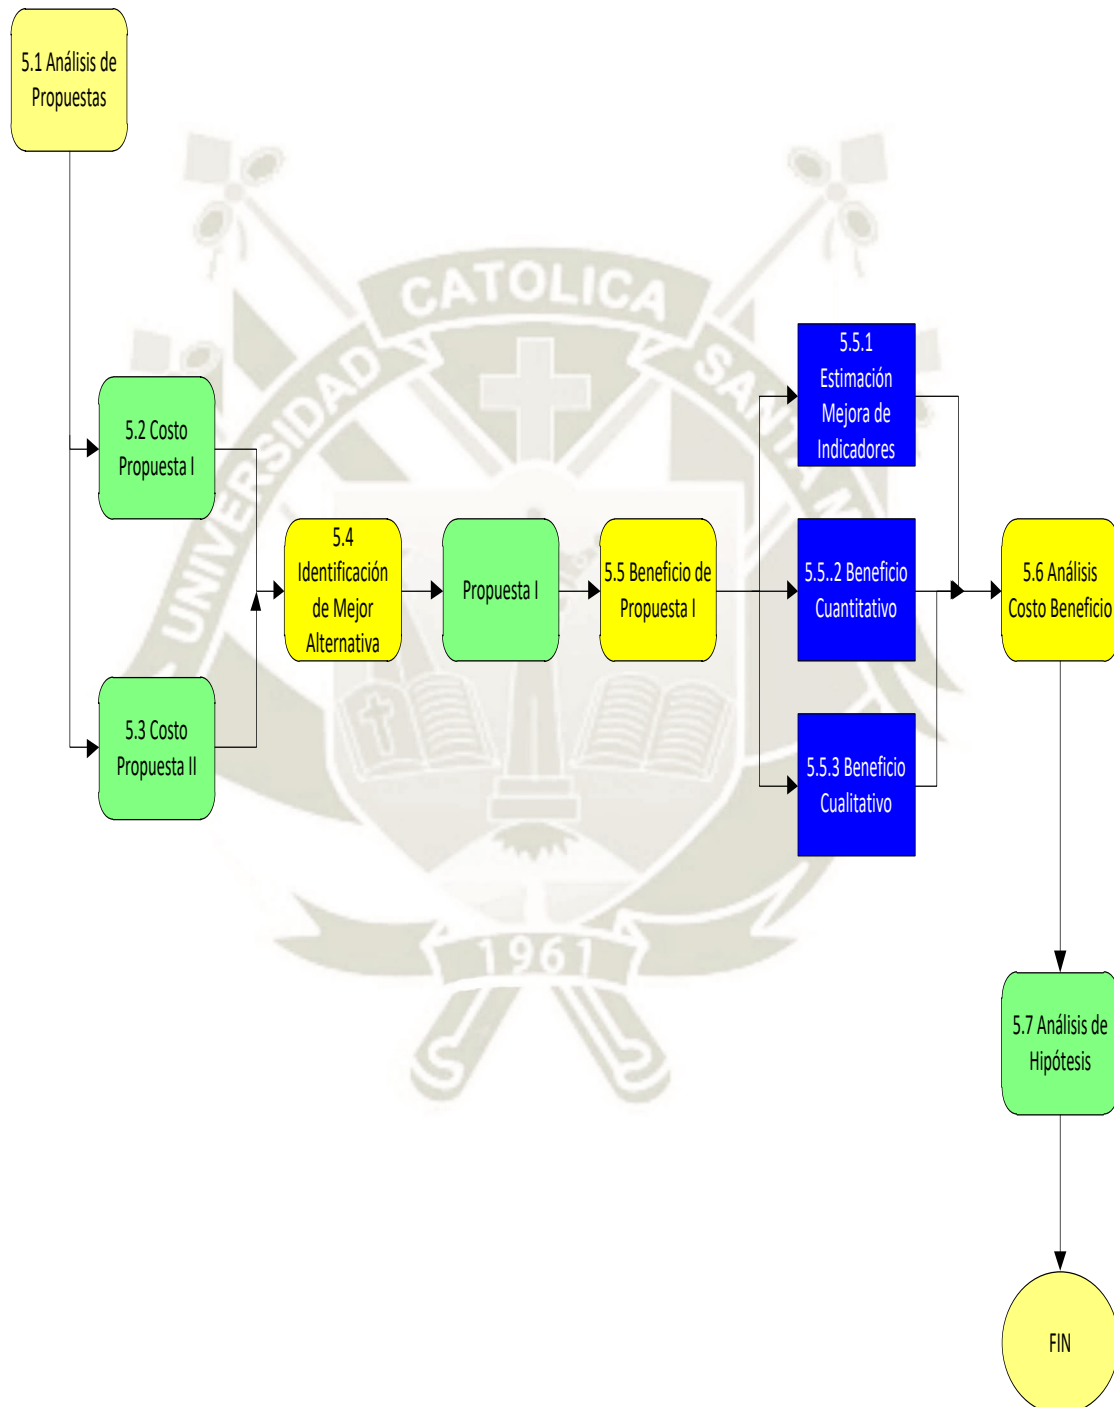 5.1 Análisis de
Propuestas
CATOLICA
UNIVERSIDAD
SANTA M
5.2 Costo
Propuesta I
5.3 Costo
Propuesta II
5.4
Identificación
de Mejor
Alternativa
Propuesta I
5.5 Beneficio de
Propuesta I
5.5.1
Estimación
Mejora de
Indicadores
5.5..2 Beneficio
Cuantitativo
5.5.3 Beneficio
Cualitativo
5.6 Análisis
Costo Beneficio
1961
5.7 Análisis de
Hipótesis
FIN